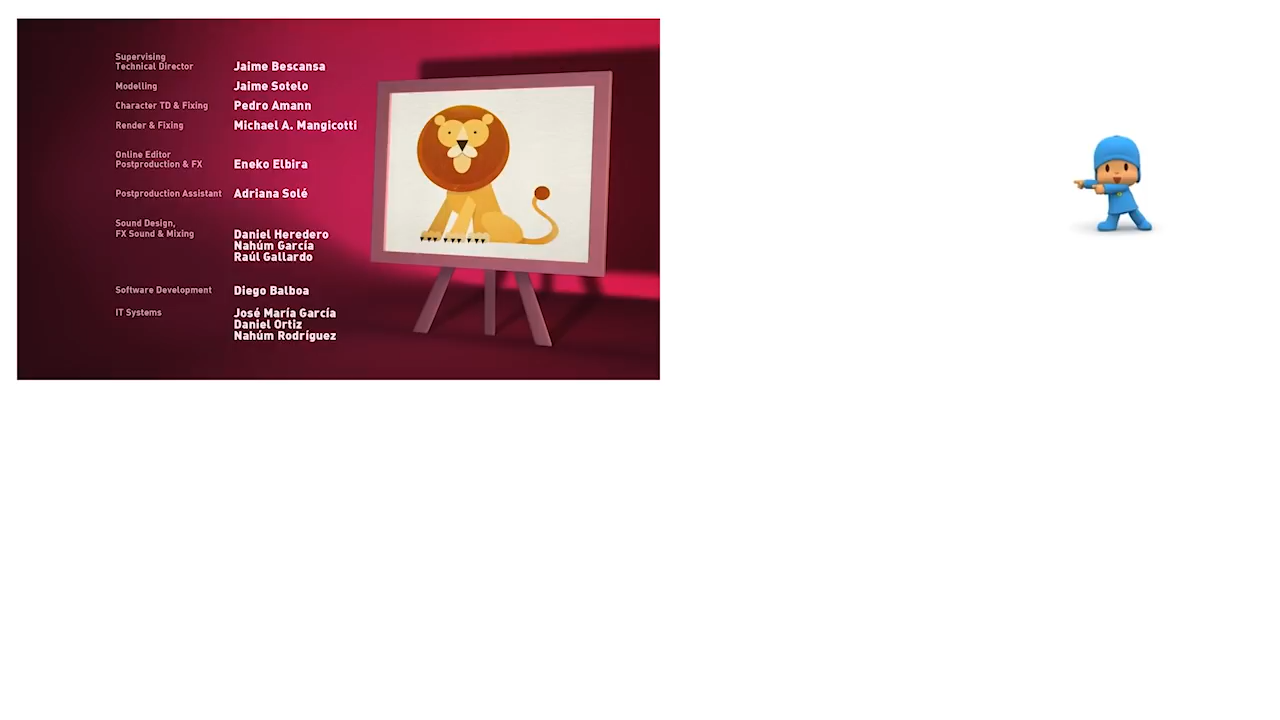 Supervising
Technical Director Jaime Bescansa
Modelling Jaime Sotelo
Character TD & Fixing Pedro Amann
Render & Fixing Michael A. Mangicotti
Online Editor
Postproduction & FX Eneko Elbira
Postproduction Assistant Adriana Solé
Sound Design,
FX Sound & Mixing Daniel Heredero
Nahúm García
Raúl Gallardo
Software Development Diego Balboa
IT Systems José María García
Daniel Ortiz
Nahúm Rodríguez